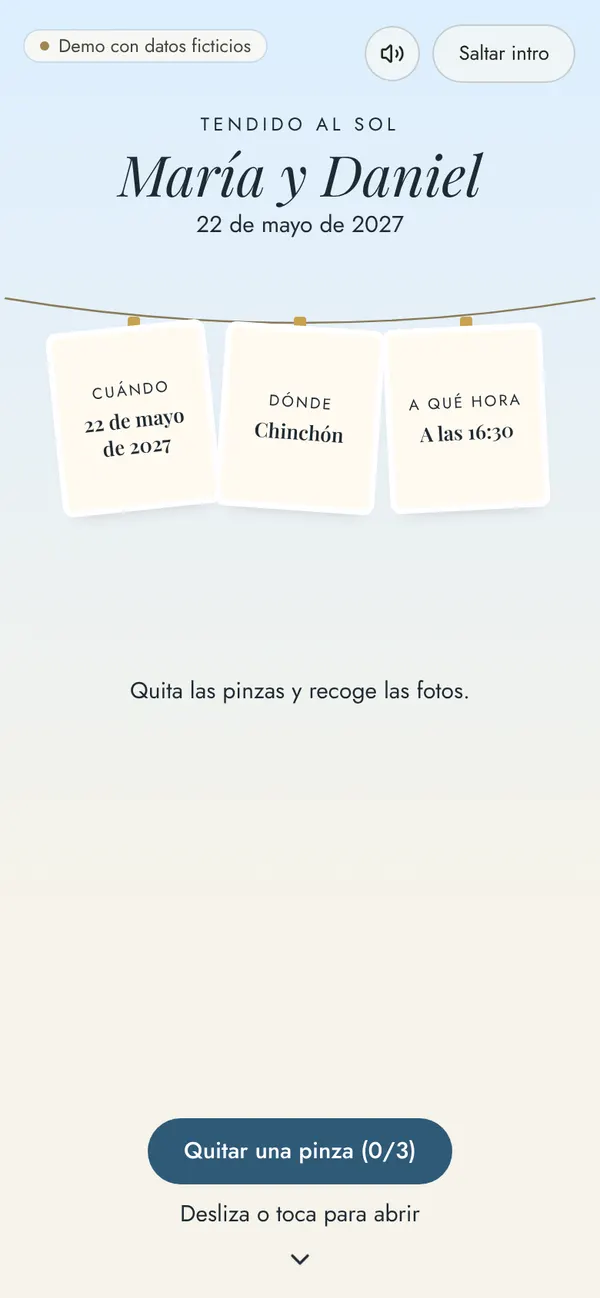 Demo con datos ficticios
Saltar intro
TENDIDO AL SOL
María y Daniel
22 de mayo de 2027
CUÁNDO
22 de mayo
de 2027
DÓNDE
Chinchón
A QUÉ HORA
A las 16:30
Quita las pinzas y recoge las fotos.
Quitar una pinza (0/3)
Desliza o toca para abrir